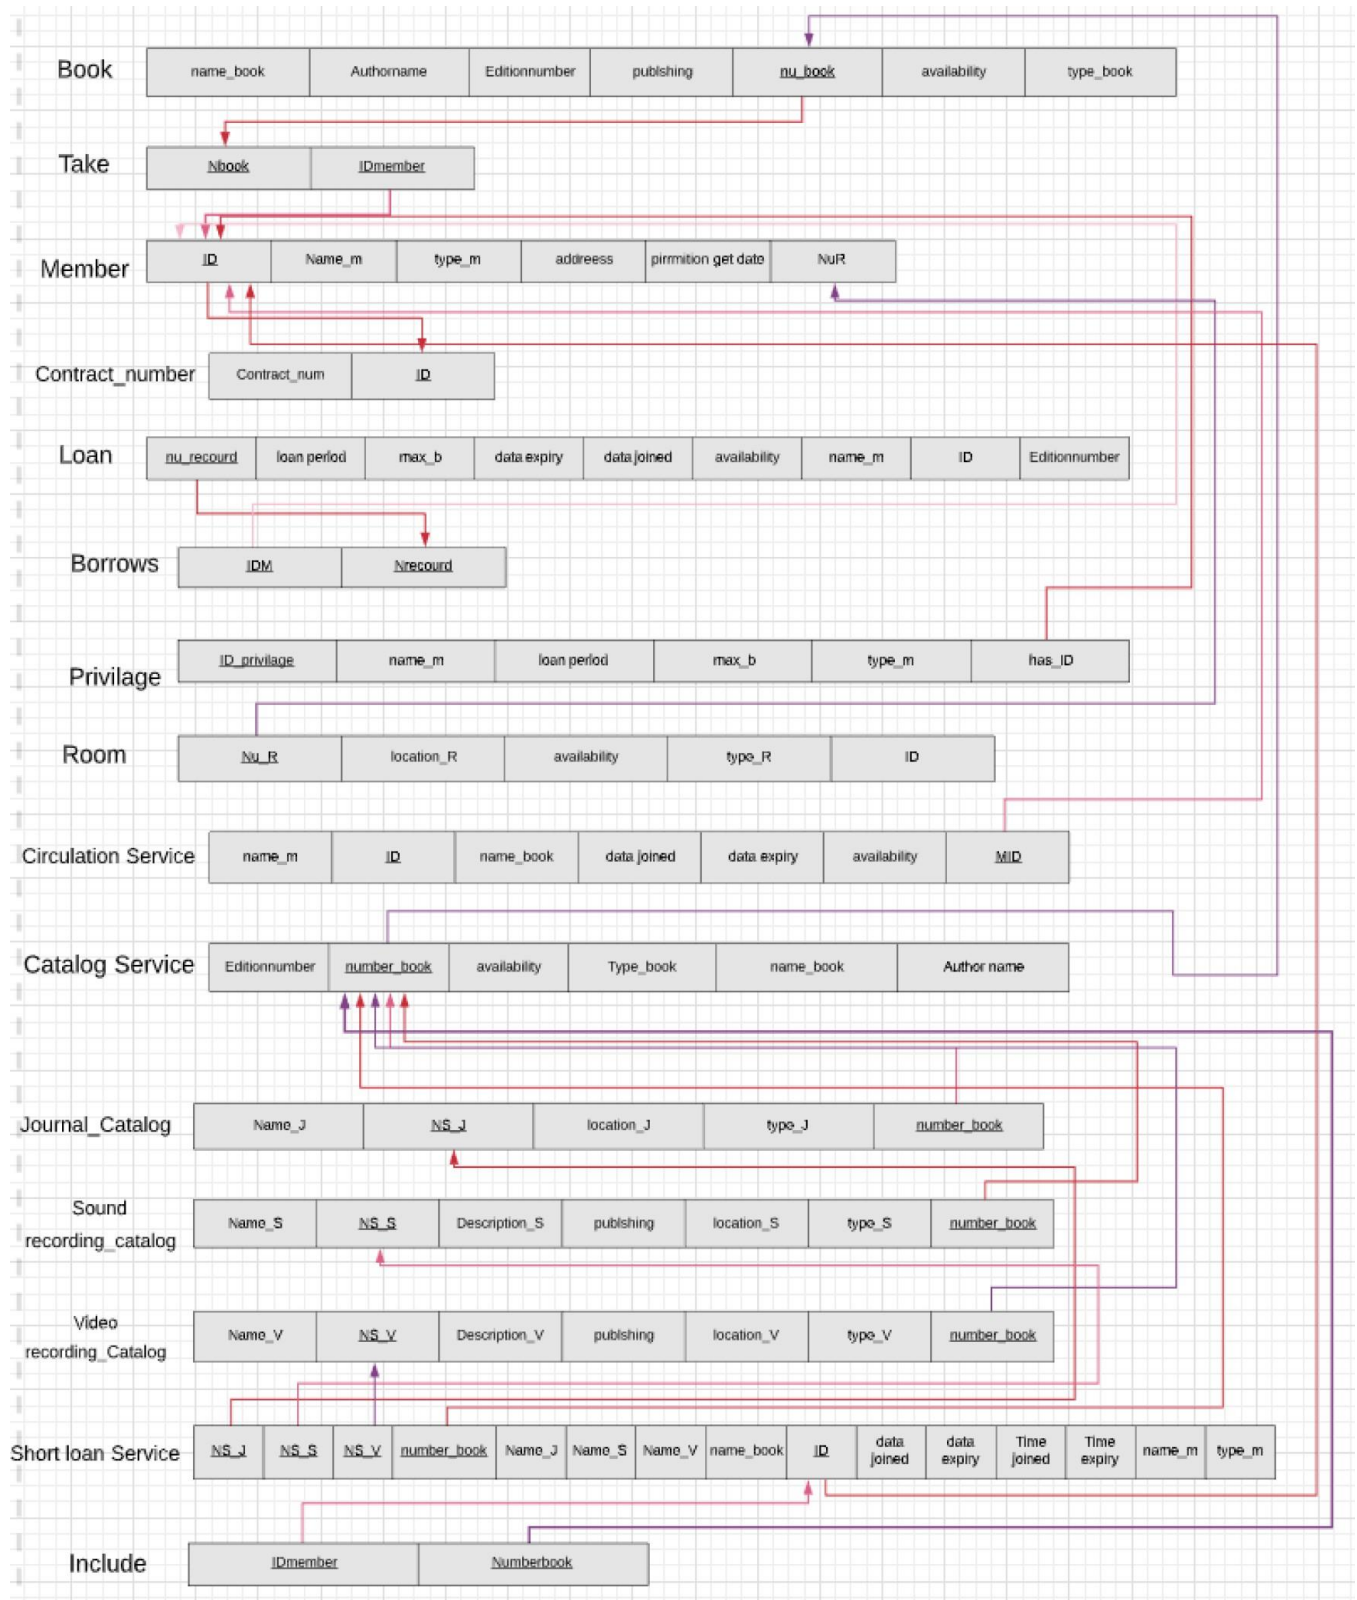 Book
name_book
Authorname
Editionnumber
publshing
nu_book
availability
type_book
Take
Nbook
IDmember
Member
ID
Name_m
type_m
addreess
pirrmition get date
NuR
Contract_number
Contract_num
ID
Loan
nu_recourd
loan period
max_b
data expiry
data joined
availability
name_m
ID
Editionnumber
Borrows
IDM
Nrecourd
Privilage
ID_privilage
name_m
loan period
max_b
type_m
has_ID
Room
Nu_R
location_R
availability
type_R
ID
Circulation Service
name_m
ID
name_book
data joined
data expiry
availability
MID
Catalog Service
Editionnumber
number_book
availability
Type_book
name_book
Author name
Journal_Catalog
Name_J
NS_J
location_J
type_J
number_book
Sound
recording_catalog
Name_S
NS_S
Description_S
publshing
location_S
type_S
number_book
Video
recording_Catalog
Name_V
NS_V
Description_V
publshing
location_V
type_V
number_book
Short loan Service
NS_J
NS_S
NS_V
number_book
Name_J
Name_S
Name_V
name_book
ID
data
joined
data
expiry
Time
joined
Time
expiry
name_m
type_m
Include
IDmember
Numberbook